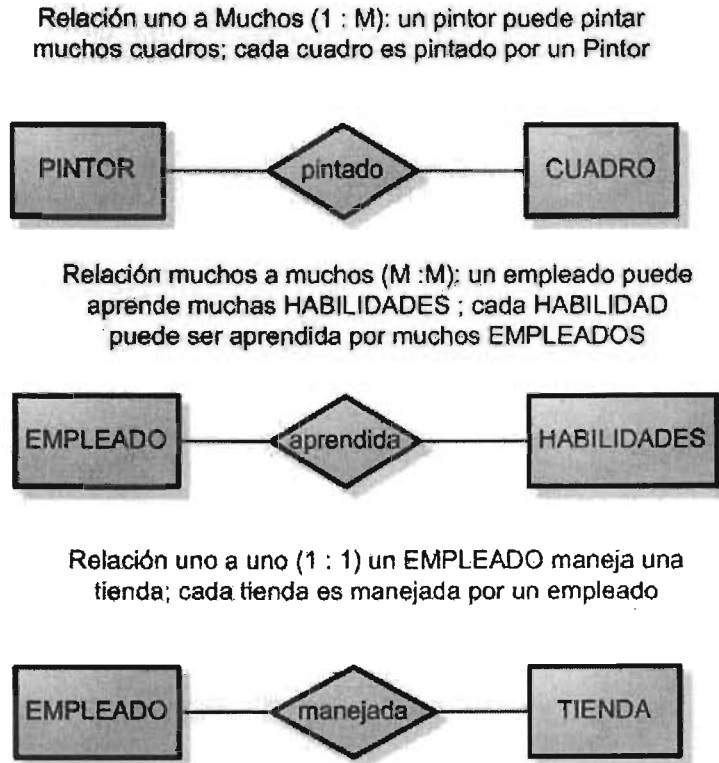 Relación uno a Muchos (1 : M): un pintor puede pintar
muchos cuadros; cada cuadro es pintado por un Pintor
PINTOR pintado CUADRO
Relación muchos a muchos (M :M): un empleado puede
aprende muchas HABILIDADES ; cada HABILIDAD
puede ser aprendida por muchos EMPLEADOS
EMPLEADO aprendida HABILIDADES
Relación uno a uno (1 : 1) un EMPLEADO maneja una
tienda; cada tienda es manejada por un empleado
EMPLEADO manejada TIENDA